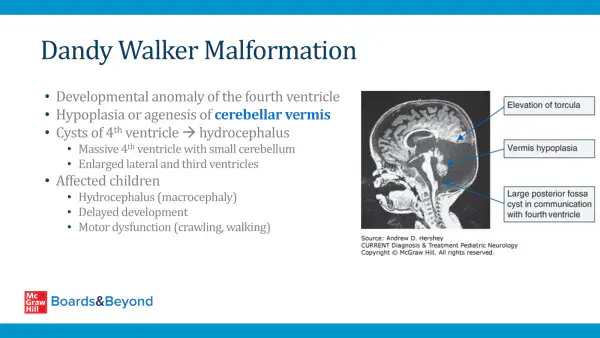 Dandy Walker Malformation
• Developmental anomaly of the fourth ventricle
• Hypoplasia or agenesis of cerebellar vermis
• Cysts of 4th ventricle → hydrocephalus
• Massive 4th ventricle with small cerebellum
• Enlarged lateral and third ventricles
• Affected children
• Hydrocephalus (macrocephaly)
• Delayed development
• Motor dysfunction (crawling, walking)
Elevation of torcula
Vermis hypoplasia
Large posterior fossa
cyst in communication
with fourth ventricle
Source: Andrew D. Hershey
CURRENT Diagnosis & Treatment Pediatric Neurology
Copyright © McGraw Hill. All rights reserved.
Mc
Graw
Hill
Boards&Beyond